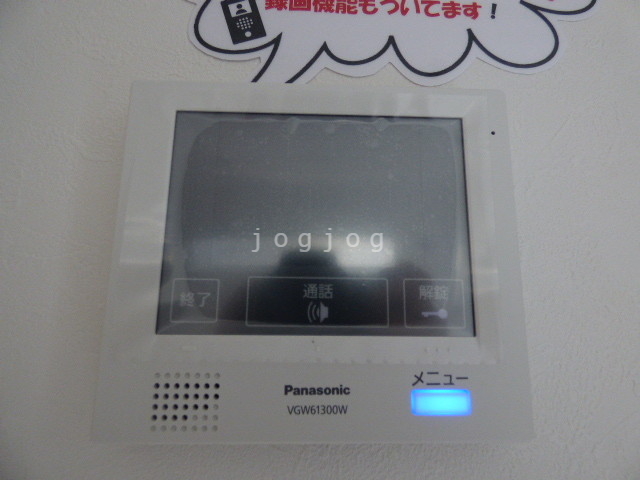 録画機能もついてます！
jogjog
終了
通話
解錠
Panasonic
VGW61300W
メニュー